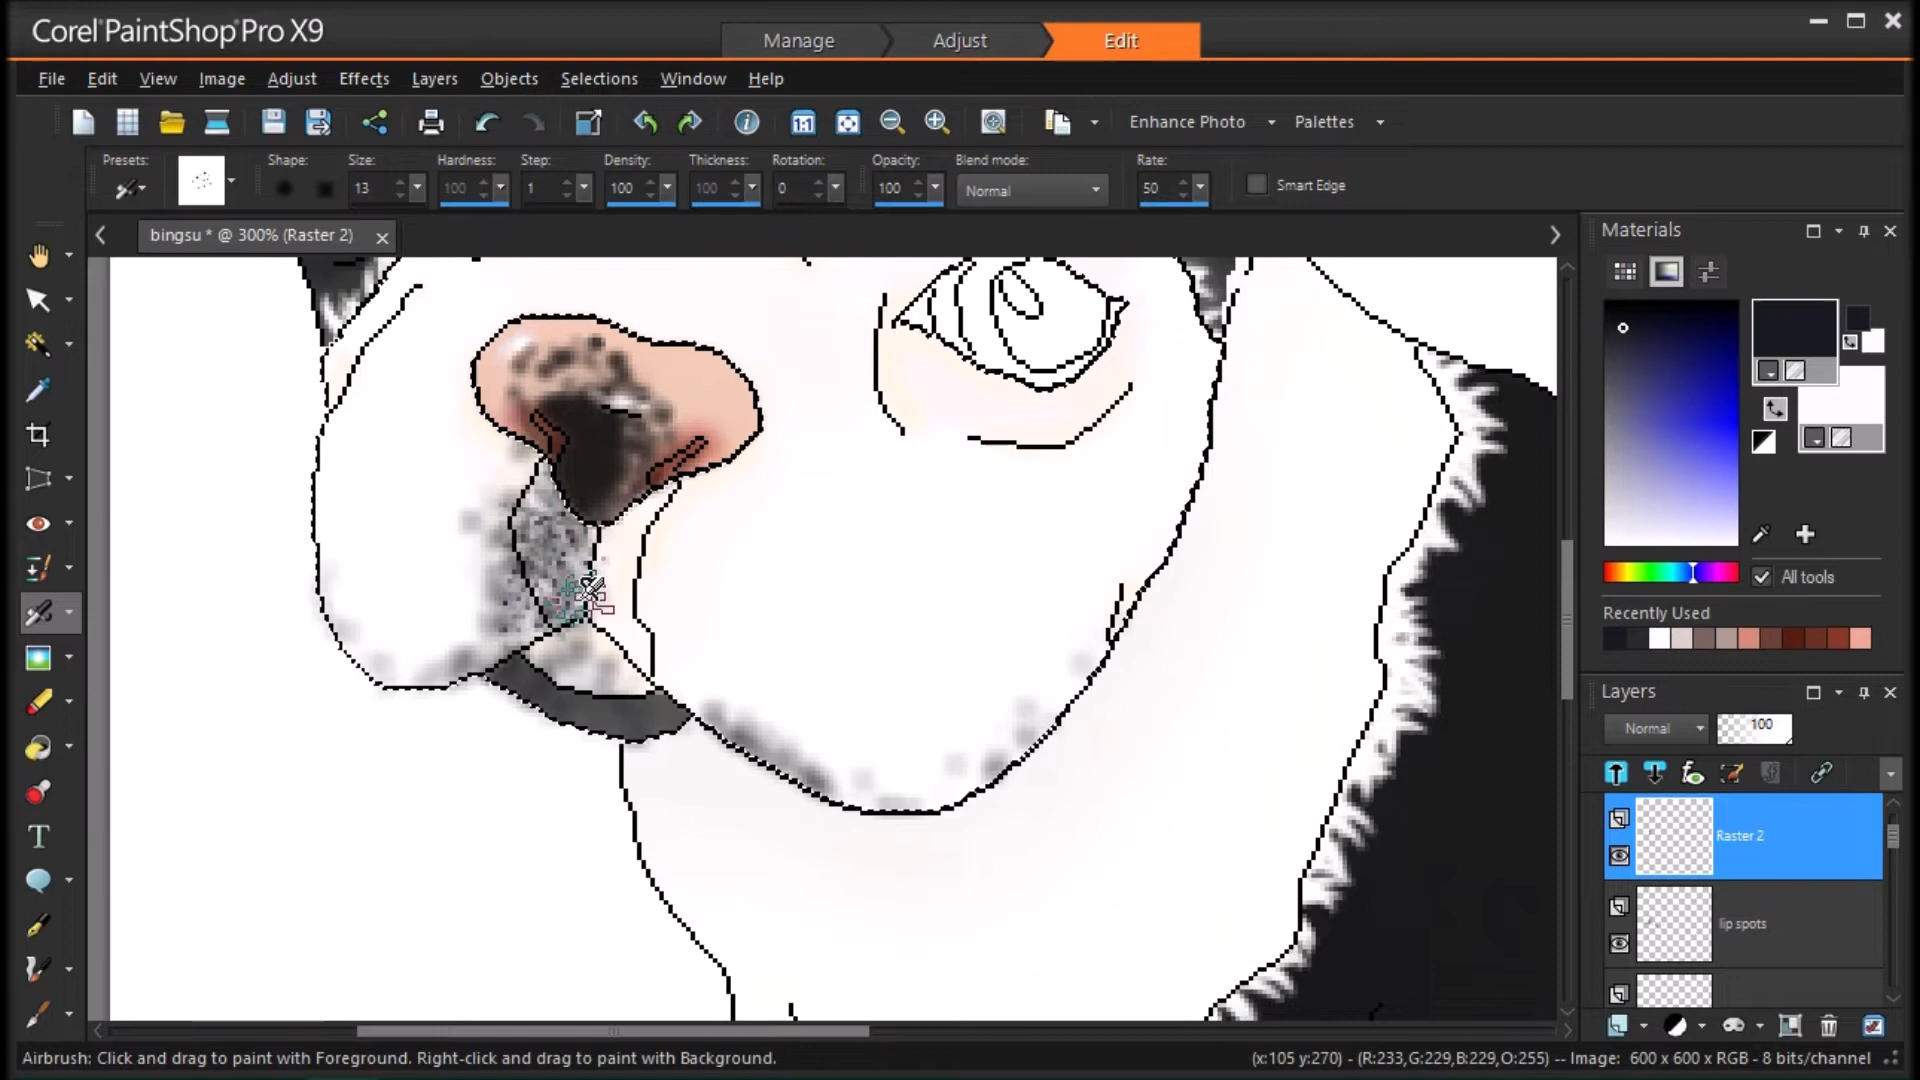 Corel PaintShop Pro X9
Manage Adjust Edit
File Edit View Image Adjust Effects Layers Objects Selections Window Help
1:1 Enhance Photo Palettes
Presets: Shape: Size: Hardness: Step: Density: Thickness: Rotation: Opacity: Blend mode: Rate:
13 100 1 100 100 0 100 Normal 50 Smart Edge
bingsu * @ 300% (Raster 2)
Materials
All tools
Recently Used
Layers
Normal 100
Raster 2
lip spots
Airbrush: Click and drag to paint with Foreground. Right-click and drag to paint with Background.
(x:105 y:270) - (R:233,G:229,B:229,O:255) -- Image: 600 x 600 x RGB - 8 bits/channel